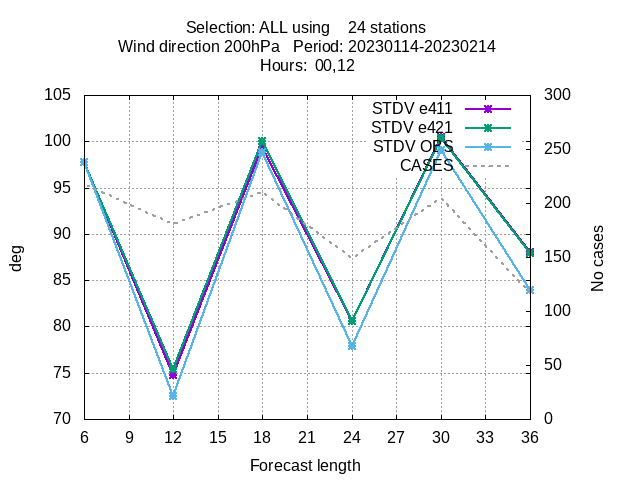 Selection: ALL using 24 stations
Wind direction 200hPa Period: 20230114-20230214
Hours: 00,12
105
100
95
90
85
80
75
70
300
250
200
150
100
50
0
STDV e411
STDV e421
STDV OBS
CASES
deg
No cases
6 9 12 15 18 21 24 27 30 33 36
Forecast length